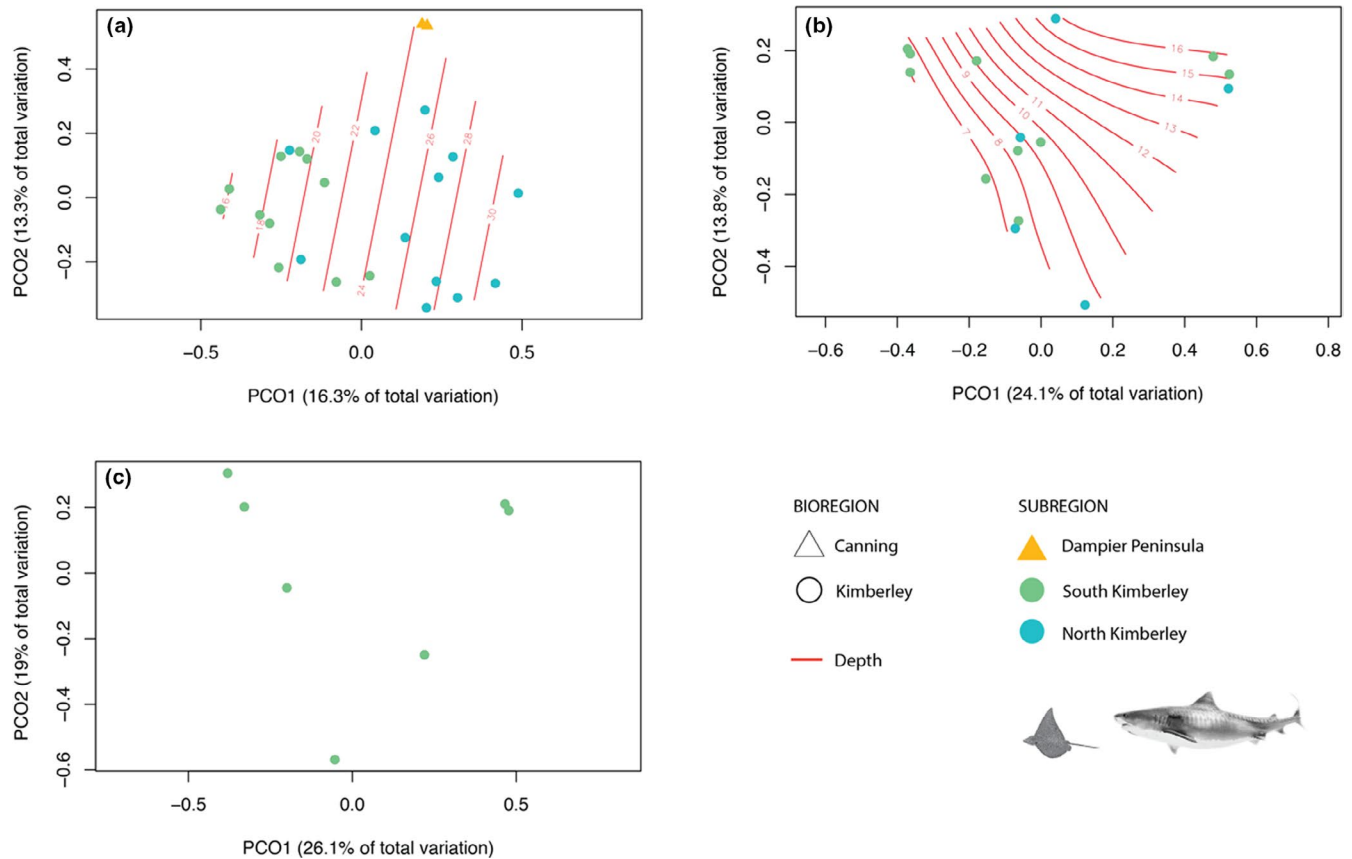 (a)
0.4
0.2
0.0
−0.2
PCO2 (13.3% of total variation)
16
18
20
22
24
26
28
30
−0.5
0.0
0.5
PCO1 (16.3% of total variation)
(b)
0.2
0.0
−0.2
−0.4
PCO2 (13.8% of total variation)
7
8
9
10
11
12
13
14
15
16
−0.6
−0.4
−0.2
0.0
0.2
0.4
0.6
0.8
PCO1 (24.1% of total variation)
(c)
0.2
0.0
−0.2
−0.4
−0.6
PCO2 (19% of total variation)
−0.5
0.0
0.5
PCO1 (26.1% of total variation)
BIOREGION
Canning
Kimberley
Depth
SUBREGION
Dampier Peninsula
South Kimberley
North Kimberley